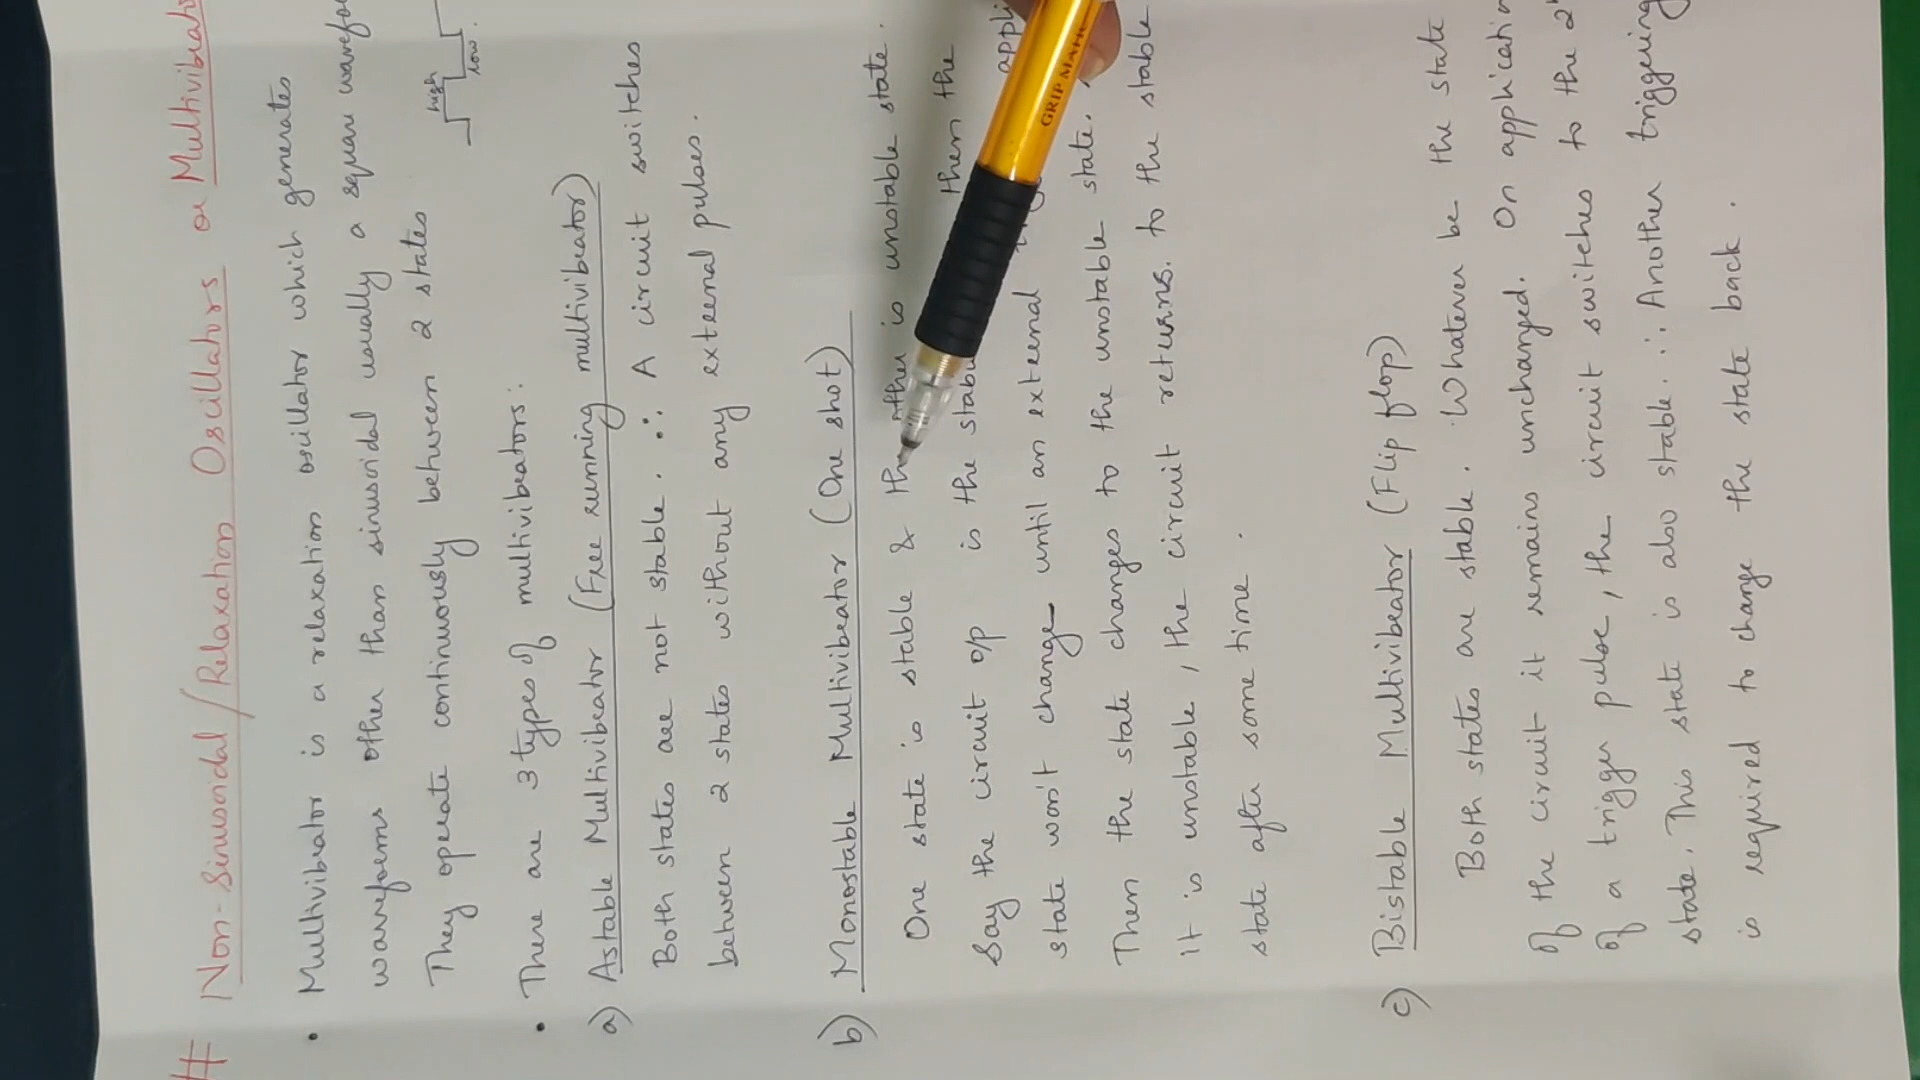 # Non-Sinusoidal/Relaxation Oscillators or
• Multivibrator is a relaxation oscillator which generates
waveforms other than sinusoidal usually a square
They operate continuously between 2 states
high
low
• There are 3 types of multivibrators:
a) Astable Multivibrator (Free running multivibrator)
Both states are not stable. ∴ A circuit switches
between 2 states without any external pulses.
b) Monostable Multivibrator (One shot)
One state is stable & is unstable state.
Say the circuit o/p is the then the
state won't change until an external
Then the state changes to the unstable state.
it is unstable, the circuit returns. to the stable
state after some time.
c) Bistable Multivibrator (Flip flop)
Both states are stable. Whatever be the state
of the circuit it remains unchanged. On
of a trigger pulse, the circuit switches to the
state. This state is also stable. ∴ Another triggering
is required to change the state back.
GRIP MATIC